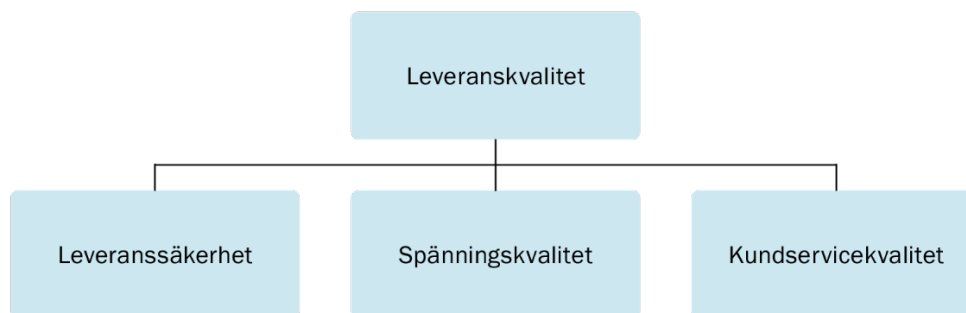 Leveranskvalitet
Leveranssäkerhet
Spänningskvalitet
Kundservicekvalitet